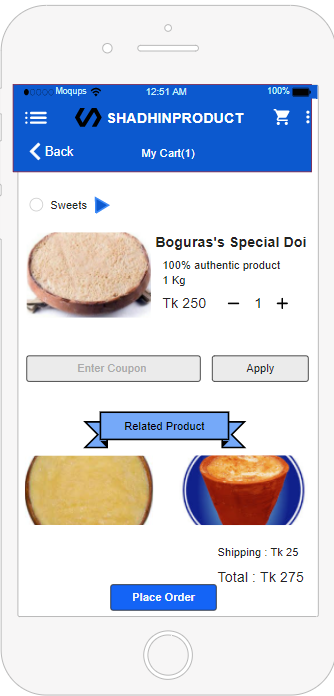 Moqups 12:51 AM 100%
SHADHINPRODUCT
Back
My Cart(1)
Sweets
Boguras's Special Doi
100% authentic product
1 Kg
Tk 250 − 1 +
Enter Coupon Apply
Related Product
Shipping : Tk 25
Total : Tk 275
Place Order